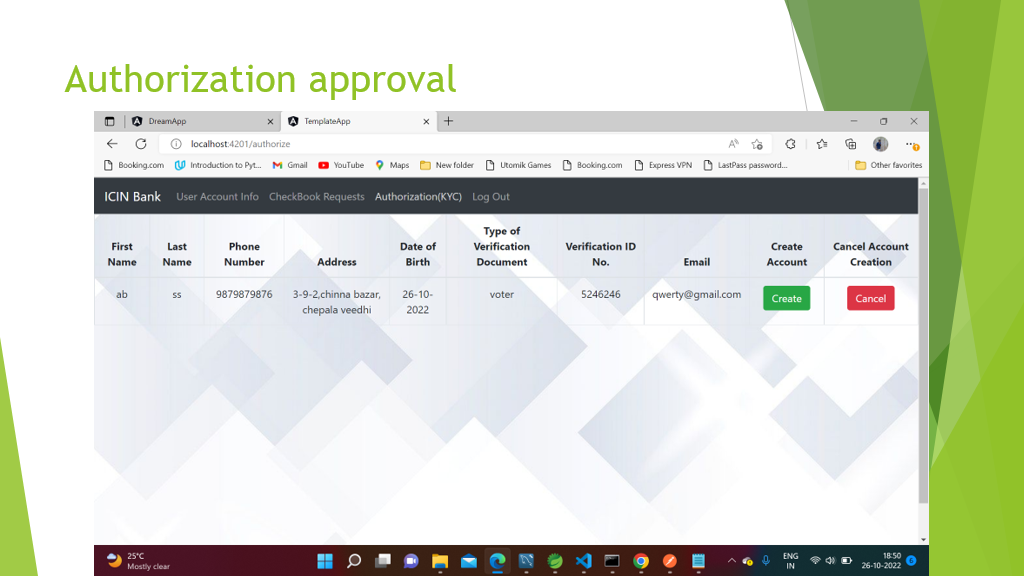 Authorization approval
DreamApp
TemplateApp
localhost:4201/authorize
Booking.com Introduction to Pyt... Gmail YouTube Maps New folder Utomik Games Booking.com Express VPN LastPass password... Other favorites
ICIN Bank User Account Info CheckBook Requests Authorization(KYC) Log Out
First Name Last Name Phone Number Address Date of Birth Type of Verification Document Verification ID No. Email Create Account Cancel Account Creation
ab ss 9879879876 3-9-2,chinna bazar, 26-10- voter 5246246 qwerty@gmail.com Create Cancel
chepala veedhi 2022
25°C
Mostly clear
ENG
IN
18:50
26-10-2022
6